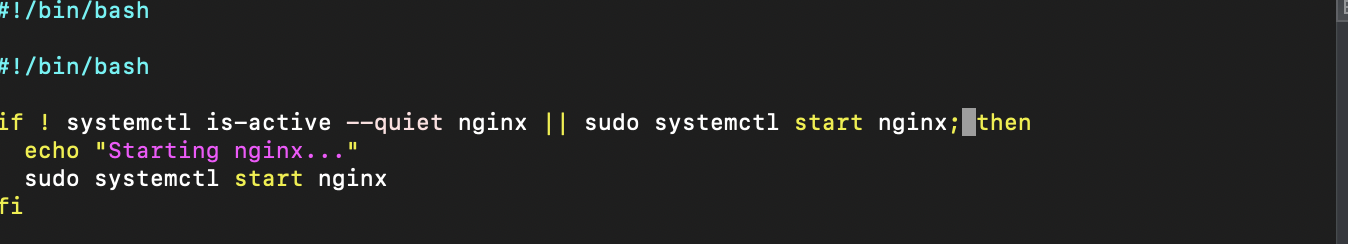 #!/bin/bash
#!/bin/bash
if ! systemctl is-active --quiet nginx || sudo systemctl start nginx; then
  echo "Starting nginx..."
  sudo systemctl start nginx
fi